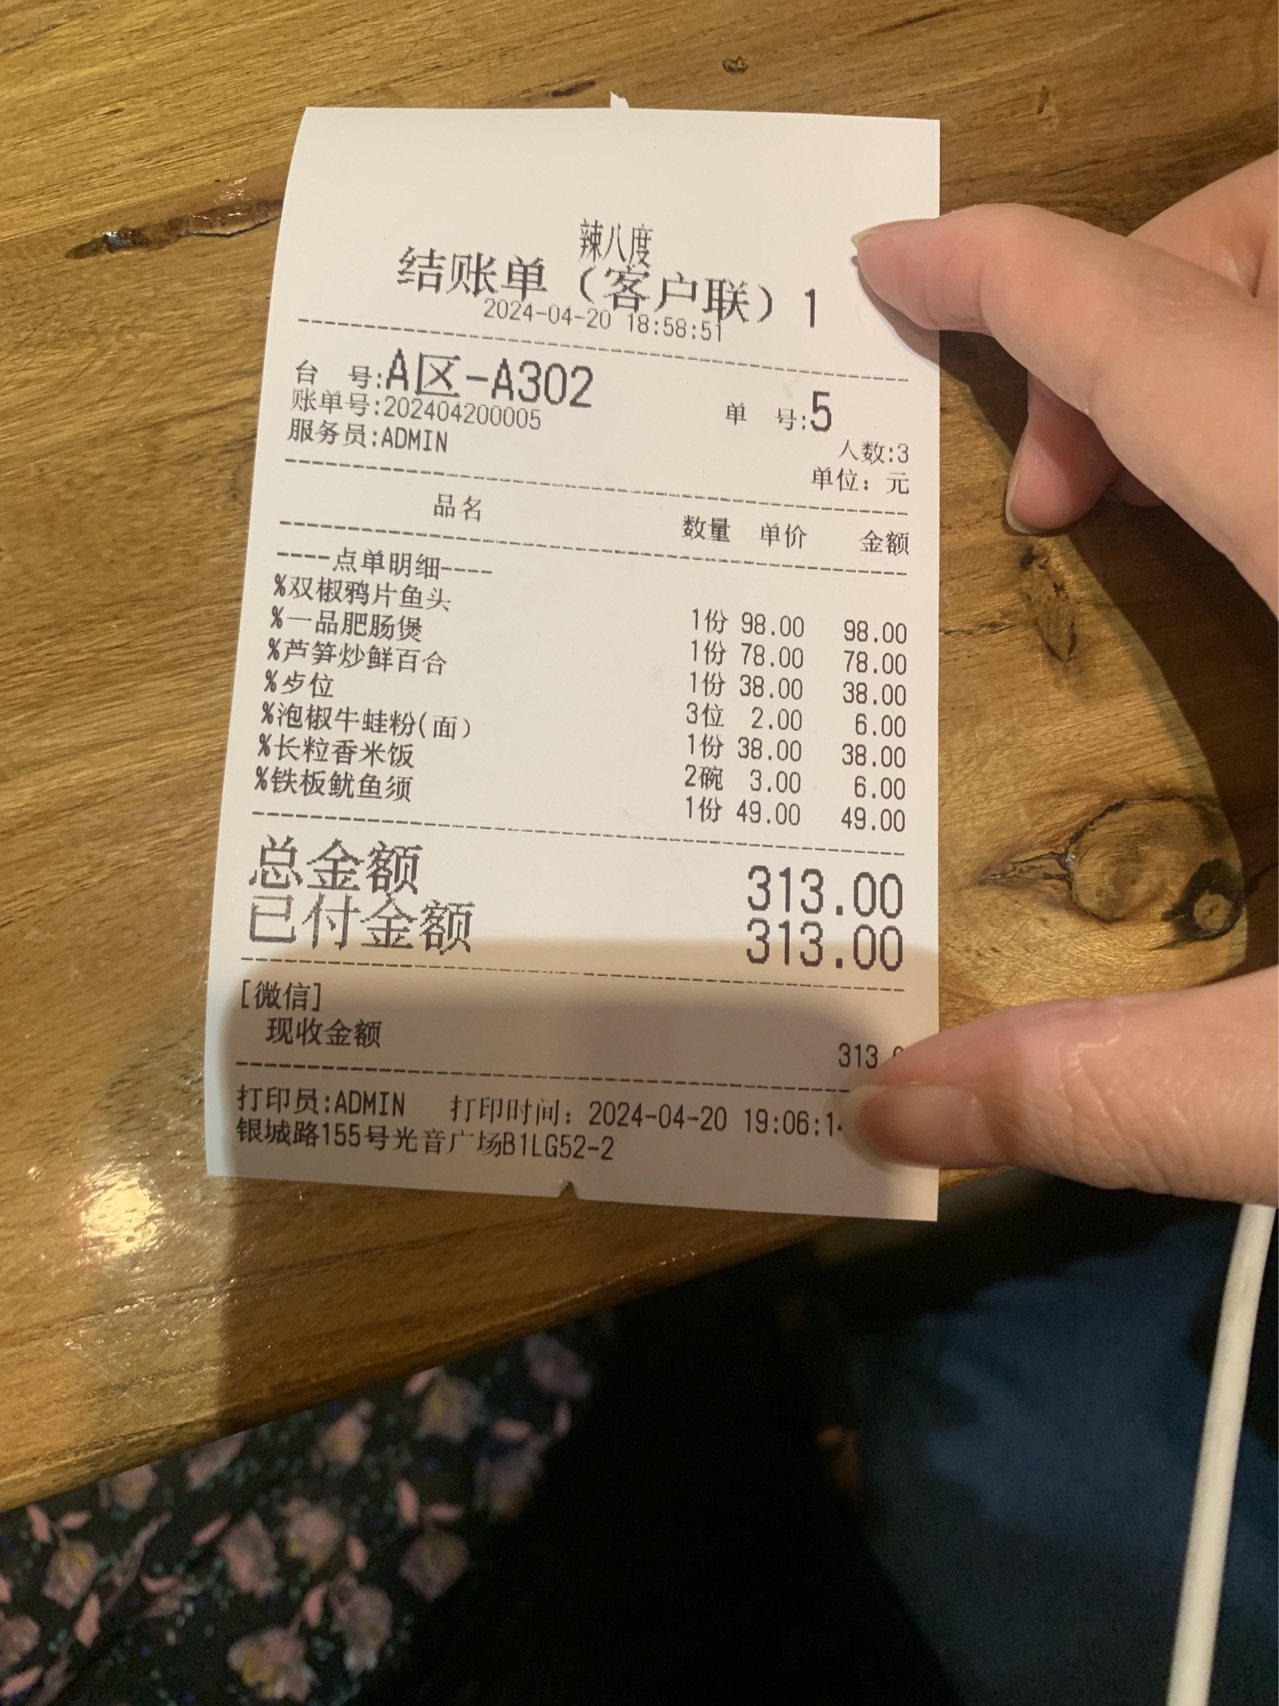 辣八度
结账单（客户联）1
2024-04-20 18:58:51
台 号:A区-A302 单 号:5
账单号:202404200005 人数:3
服务员:ADMIN 单位：元
品名 数量 单价 金额
----点单明细----
%双椒鸦片鱼头 1份 98.00 98.00
%一品肥肠煲 1份 78.00 78.00
%芦笋炒鲜百合 1份 38.00 38.00
%歺位 3位 2.00 6.00
%泡椒牛蛙粉(面） 1份 38.00 38.00
%长粒香米饭 2碗 3.00 6.00
%铁板鱿鱼须 1份 49.00 49.00
总金额 313.00
已付金额 313.00
[微信]
现收金额 313.
打印员:ADMIN 打印时间：2024-04-20 19:06:14
银城路155号光音广场B1LG52-2